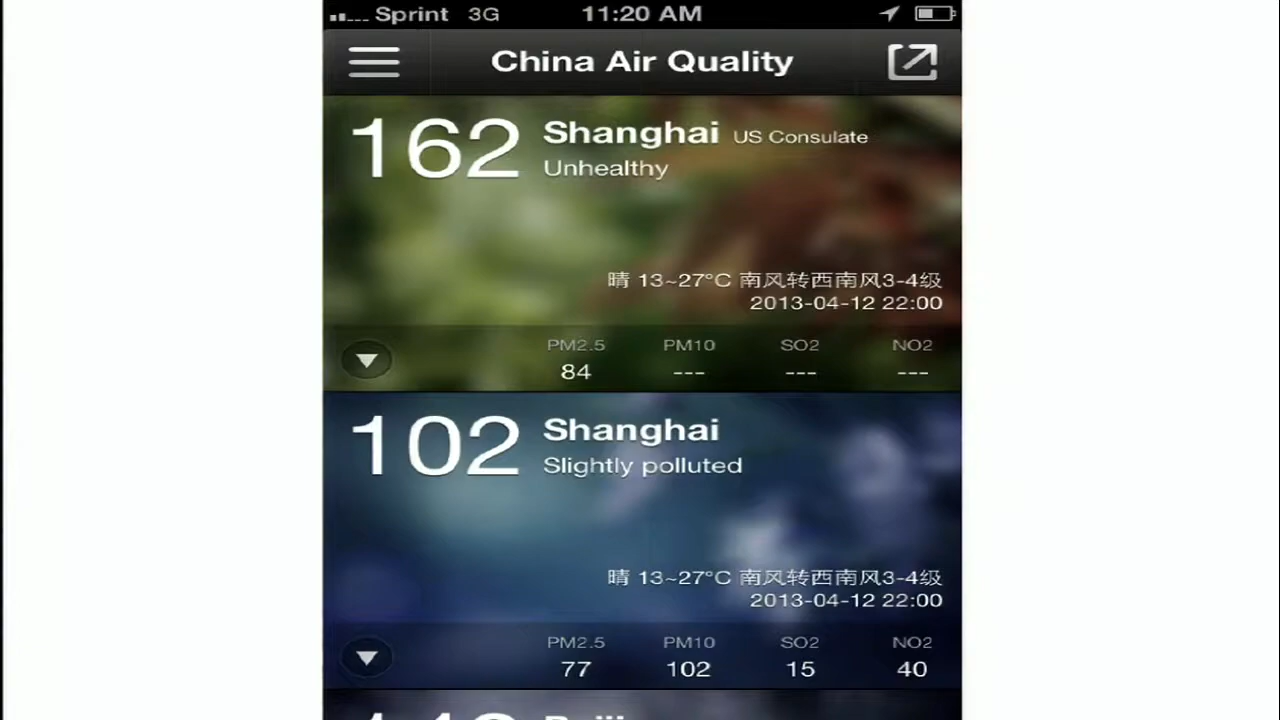 Sprint 3G 11:20 AM
China Air Quality
162 Shanghai US Consulate
Unhealthy
晴 13~27°C 南风转西南风3-4级
2013-04-12 22:00
PM2.5 PM10 SO2 NO2
84 --- --- ---
102 Shanghai
Slightly polluted
晴 13~27°C 南风转西南风3-4级
2013-04-12 22:00
PM2.5 PM10 SO2 NO2
77 102 15 40